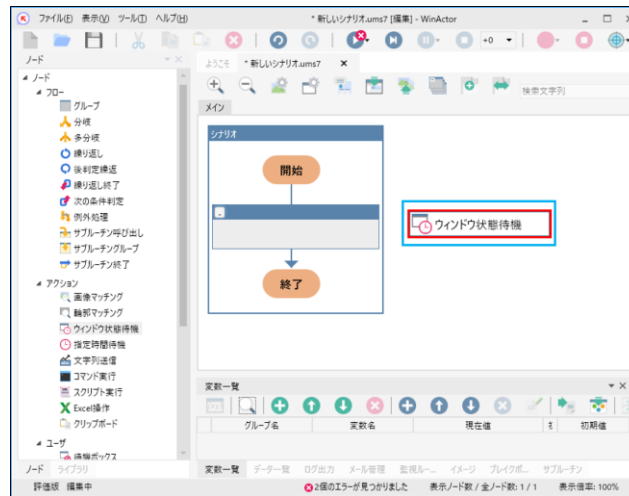 ファイル(F) 表示(V) ツール(T) ヘルプ(H)
* 新しいシナリオ.ums7 [編集] - WinActor
+0
ノード
ようこそ * 新しいシナリオ.ums7
検索文字列
メイン
ノード
フロー
グループ
分岐
多分岐
繰り返し
後判定繰返
繰り返し終了
次の条件判定
例外処理
サブルーチン呼び出し
サブルーチングループ
サブルーチン終了
アクション
画像マッチング
輪郭マッチング
ウィンドウ状態待機
指定時間待機
文字列送信
コマンド実行
スクリプト実行
Excel操作
クリップボード
ユーザ
待機ボックス
ノード ライブラリ
シナリオ
開始
終了
ウィンドウ状態待機
変数一覧
グループ名 変数名 現在値 初期値
変数一覧 データ一覧 ログ出力 メール管理 監視ルー... イメージ ブレイクポ... サブルーチン
評価版 編集中
2個のエラーが見つかりました 表示ノード数 / 全ノード数: 1 / 1 表示倍率: 100%